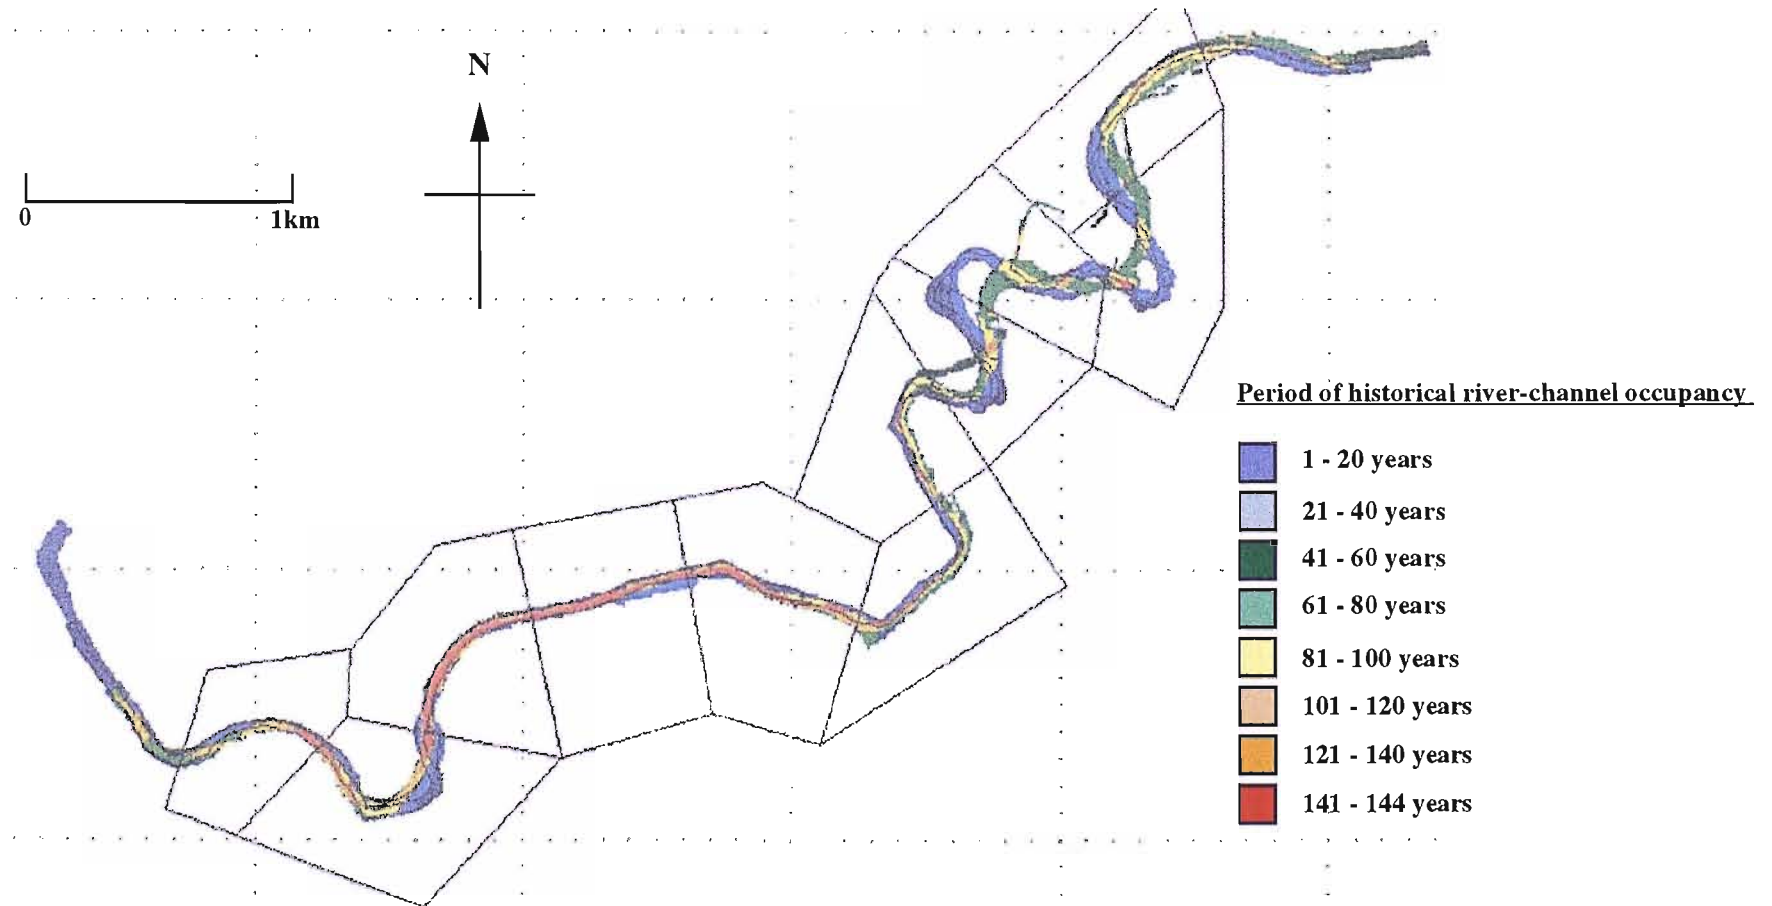 N
0 1km
Period of historical river-channel occupancy
1 - 20 years
21 - 40 years
41 - 60 years
61 - 80 years
81 - 100 years
101 - 120 years
121 - 140 years
141 - 144 years